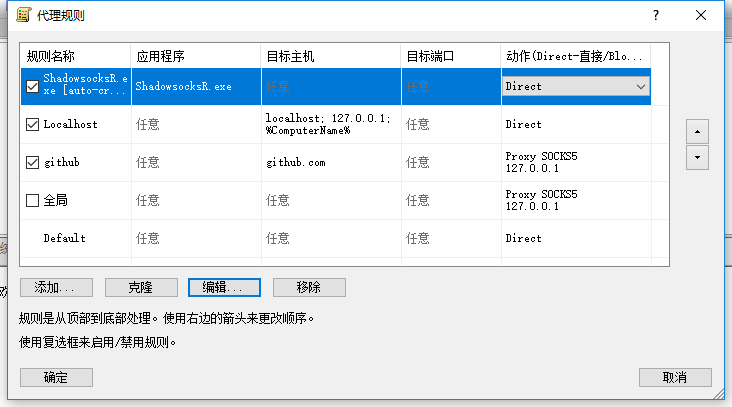 代理规则
规则名称 应用程序 目标主机 目标端口 动作(Direct-直接/Blo...
ShadowsocksR.e
xe [auto-cr... ShadowsocksR.exe 任意 任意 Direct
Localhost 任意 localhost; 127.0.0.1;
%ComputerName% 任意 Direct
github 任意 github.com 任意 Proxy SOCKS5
127.0.0.1
全局 任意 任意 任意 Proxy SOCKS5
127.0.0.1
Default 任意 任意 任意 Direct
添加... 克隆 编辑... 移除
规则是从顶部到底部处理。使用右边的箭头来更改顺序。
使用复选框来启用/禁用规则。
确定 取消